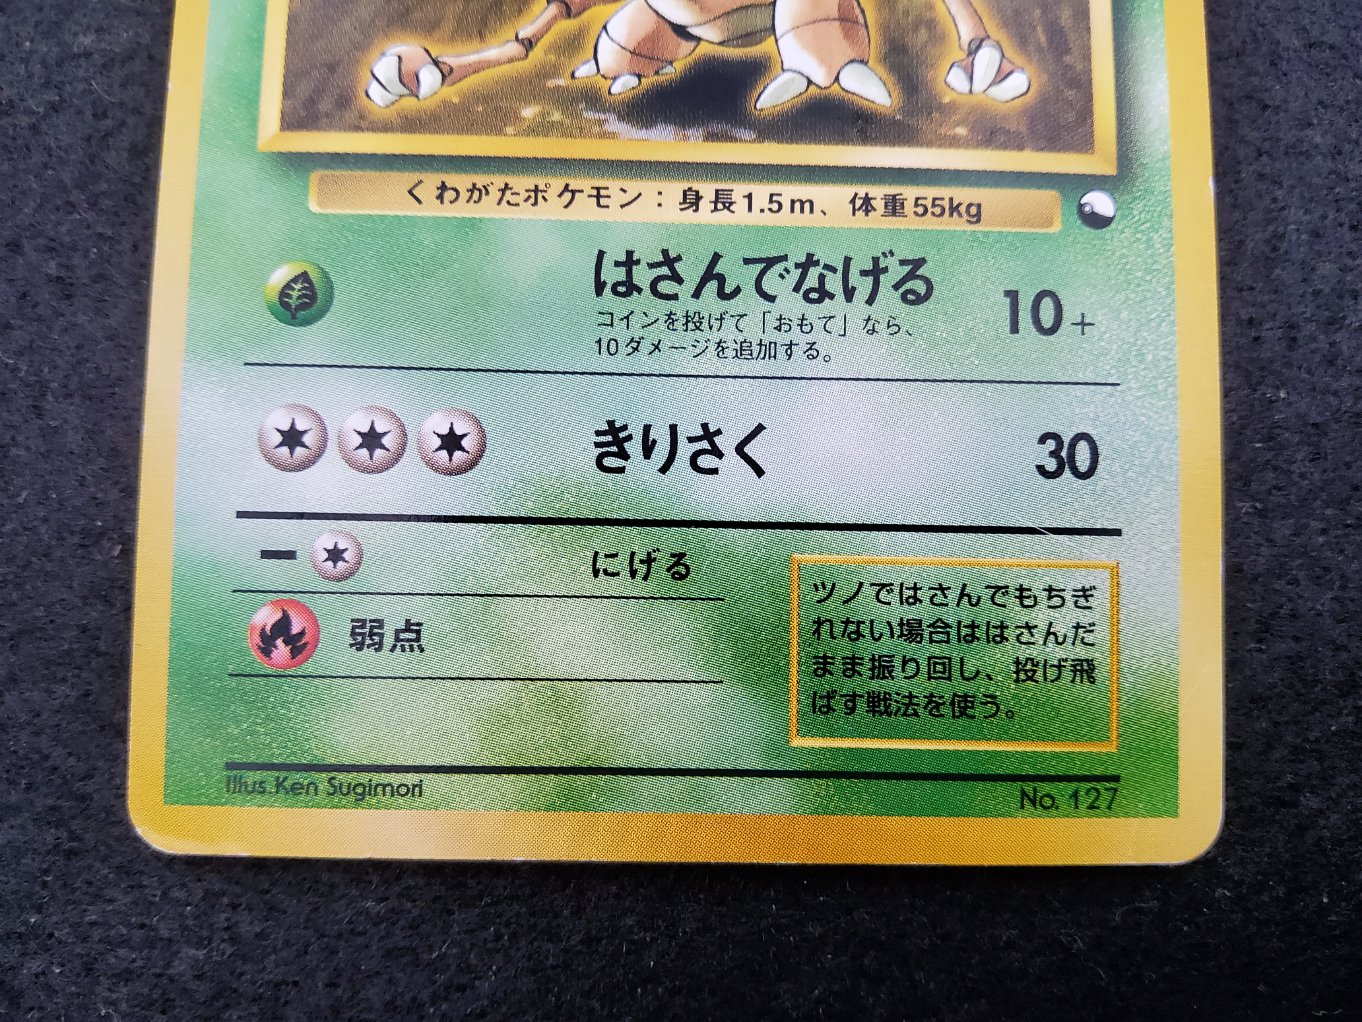 くわがたポケモン：身長1.5m、体重55kg
はさんでなげる 10+
コインを投げて「おもて」なら、
10ダメージを追加する。
きりさく 30
− にげる
弱点
ツノではさんでもちぎ
れない場合ははさんだ
まま振り回し、投げ飛
ばす戦法を使う。
Illus. Ken Sugimori No. 127